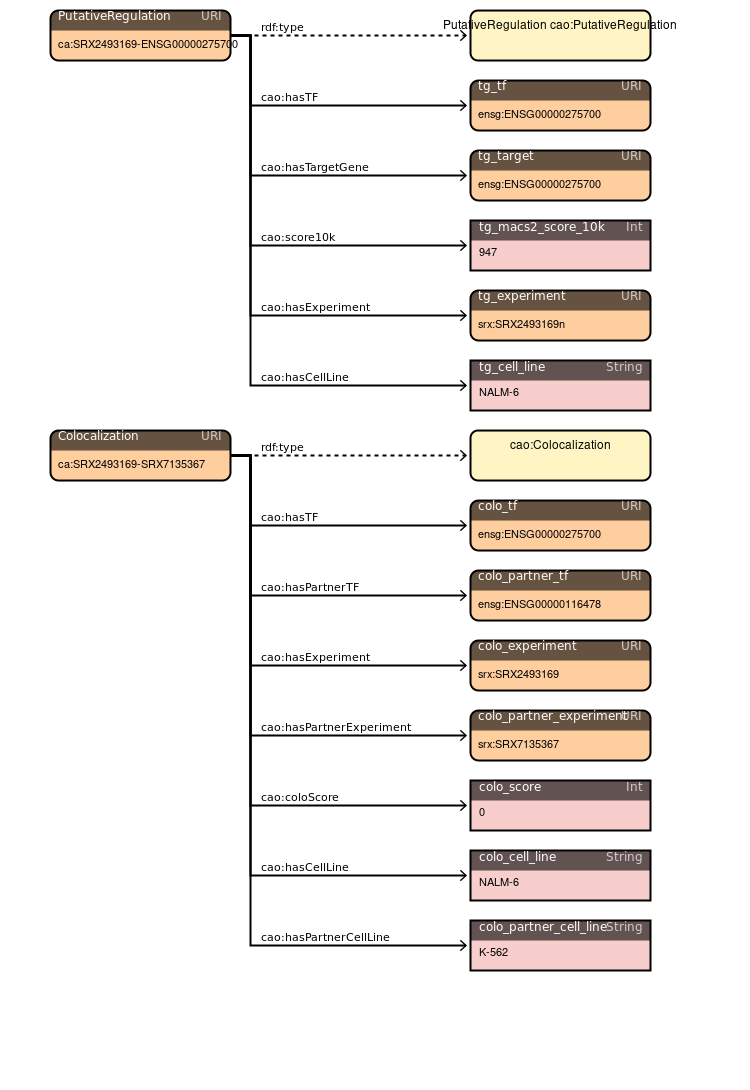 PutativeRegulation URI
ca:SRX2493169-ENSG00000275700
rdf:type
PutativeRegulation cao:PutativeRegulation
cao:hasTF
tg_tf URI
ensg:ENSG00000275700
cao:hasTargetGene
tg_target URI
ensg:ENSG00000275700
cao:score10k
tg_macs2_score_10k Int
947
cao:hasExperiment
tg_experiment URI
srx:SRX2493169n
cao:hasCellLine
tg_cell_line String
NALM-6
Colocalization URI
ca:SRX2493169-SRX7135367
rdf:type
cao:Colocalization
cao:hasTF
colo_tf URI
ensg:ENSG00000275700
cao:hasPartnerTF
colo_partner_tf URI
ensg:ENSG00000116478
cao:hasExperiment
colo_experiment URI
srx:SRX2493169
cao:hasPartnerExperiment
colo_partner_experiment URI
srx:SRX7135367
cao:coloScore
colo_score Int
0
cao:hasCellLine
colo_cell_line String
NALM-6
cao:hasPartnerCellLine
colo_partner_cell_line String
K-562